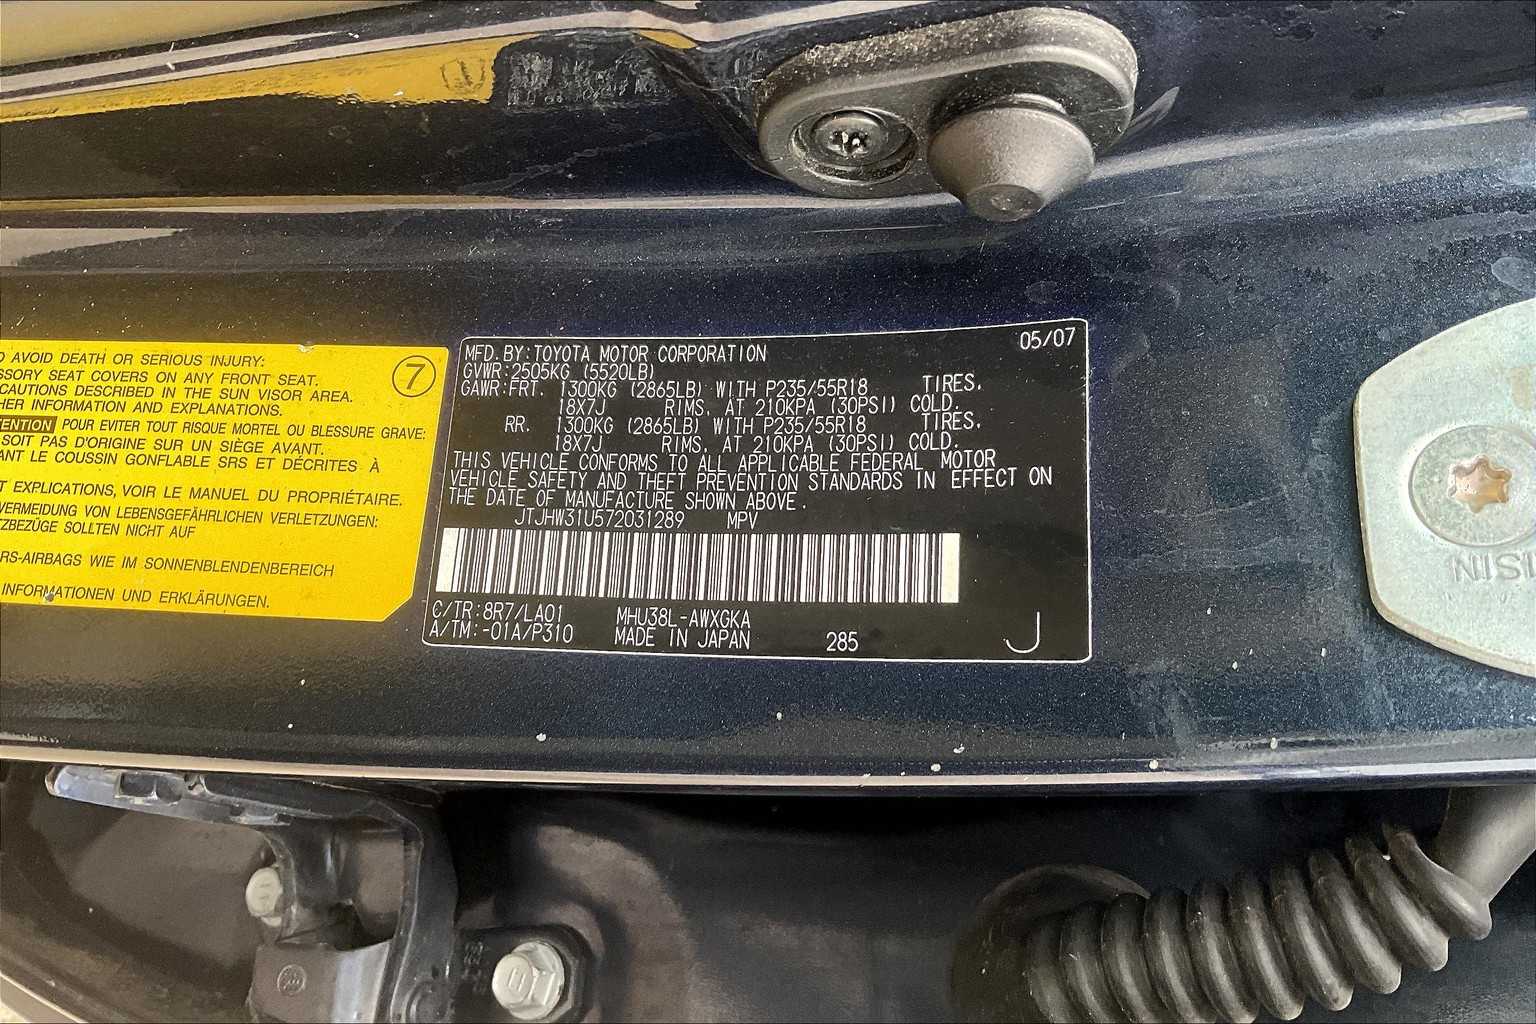 O AVOID DEATH OR SERIOUS INJURY:
SSORY SEAT COVERS ON ANY FRONT SEAT.
CAUTIONS DESCRIBED IN THE SUN VISOR AREA.
HER INFORMATION AND EXPLANATIONS.
TENTION POUR EVITER TOUT RISQUE MORTEL OU BLESSURE GRAVE:
SOIT PAS D'ORIGINE SUR UN SIÈGE AVANT.
ANT LE COUSSIN GONFLABLE SRS ET DÉCRITES À
T EXPLICATIONS, VOIR LE MANUEL DU PROPRIÉTAIRE.
VERMEIDUNG VON LEBENSGEFÄHRLICHEN VERLETZUNGEN:
TZBEZÜGE SOLLTEN NICHT AUF
RS-AIRBAGS WIE IM SONNENBLENDENBEREICH
INFORMATIONEN UND ERKLÄRUNGEN.
7
05/07
MFD. BY: TOYOTA MOTOR CORPORATION
GVWR: 2505KG (5520LB)
GAWR: FRT. 1300KG (2865LB) WITH P235/55R18 TIRES,
18X7J RIMS, AT 210KPA (30PSI) COLD.
RR. 1300KG (2865LB) WITH P235/55R18 TIRES,
18X7J RIMS, AT 210KPA (30PSI) COLD.
THIS VEHICLE CONFORMS TO ALL APPLICABLE FEDERAL MOTOR
VEHICLE SAFETY AND THEFT PREVENTION STANDARDS IN EFFECT ON
THE DATE OF MANUFACTURE SHOWN ABOVE.
JTJHW31U572031289 MPV
C/TR: 8R7/LA01 MHU38L-AWXGKA
A/TM: -01A/P310 MADE IN JAPAN 285 J
NISIN